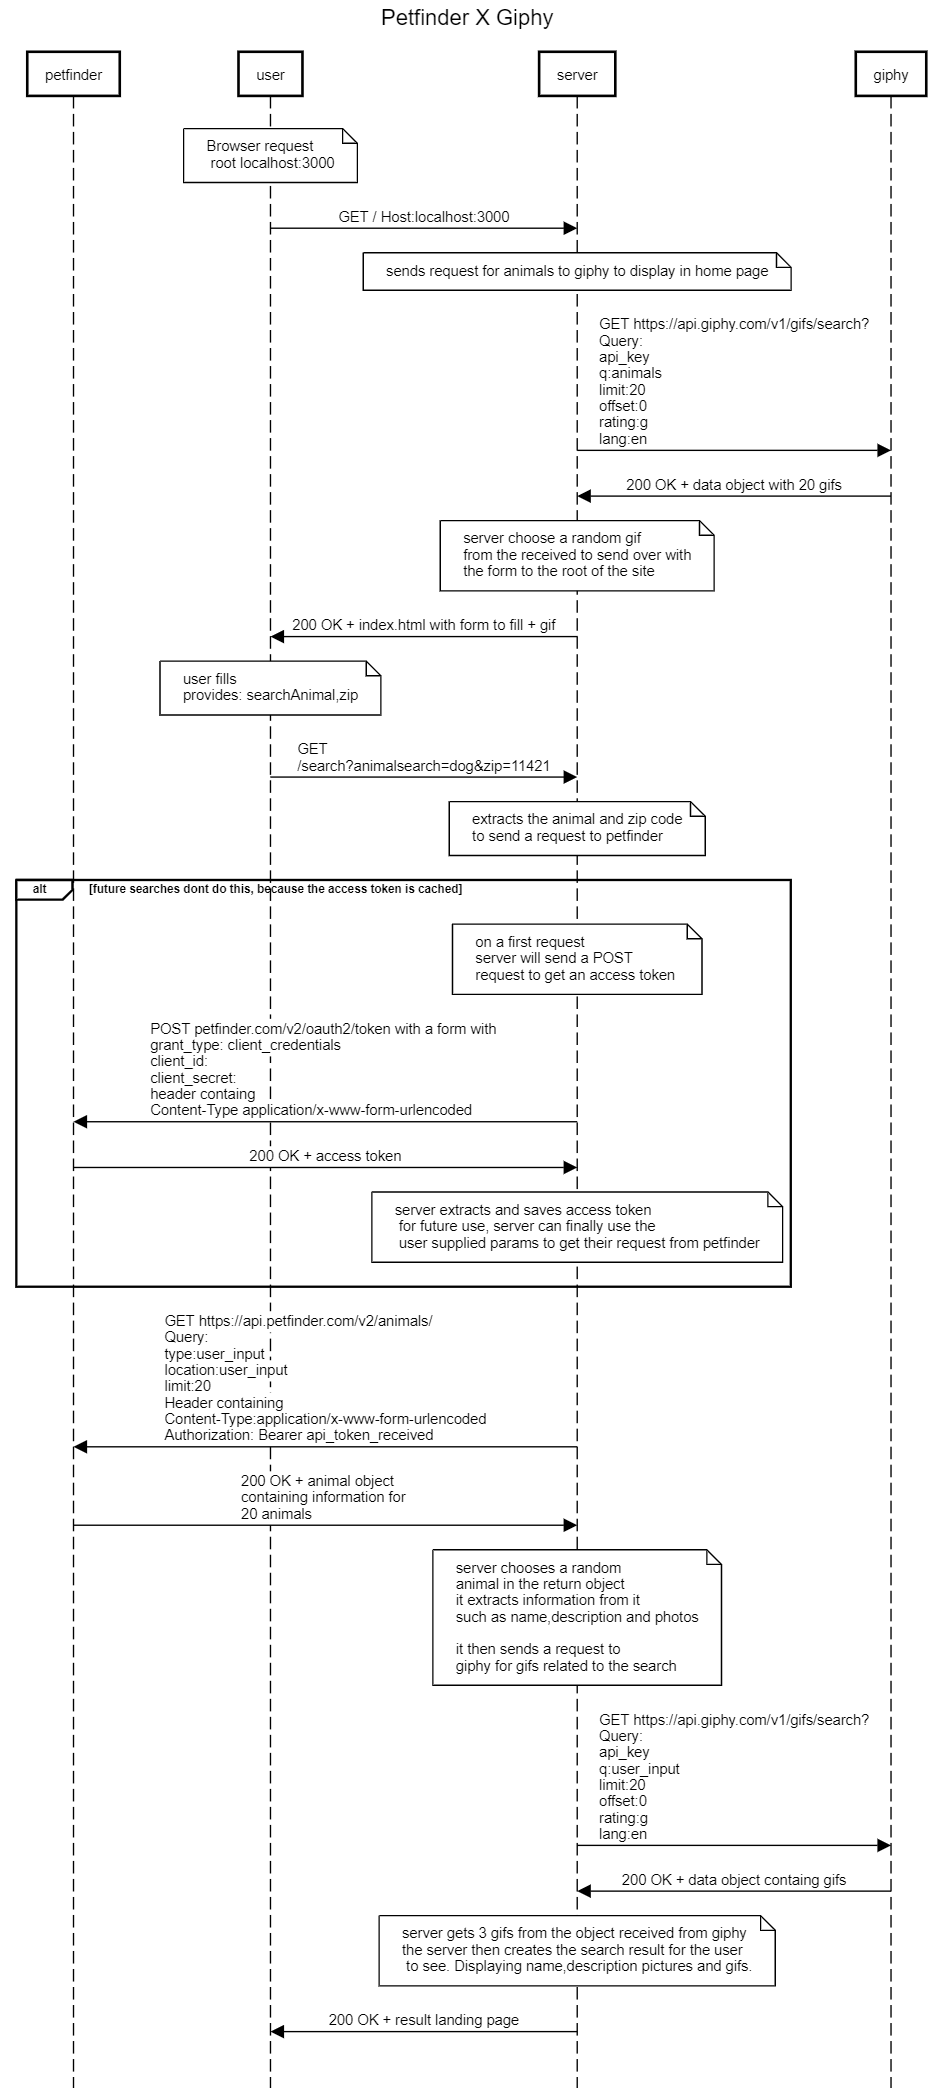 Petfinder X Giphy
petfinder
user
server
giphy
Browser request
root localhost:3000
GET / Host:localhost:3000
sends request for animals to giphy to display in home page
GET https://api.giphy.com/v1/gifs/search?
Query:
api_key
q:animals
limit:20
offset:0
rating:g
lang:en
200 OK + data object with 20 gifs
server choose a random gif
from the received to send over with
the form to the root of the site
200 OK + index.html with form to fill + gif
user fills
provides: searchAnimal,zip
GET
/search?animalsearch=dog&zip=11421
extracts the animal and zip code
to send a request to petfinder
alt
[future searches dont do this, because the access token is cached]
on a first request
server will send a POST
request to get an access token
POST petfinder.com/v2/oauth2/token with a form with
grant_type: client_credentials
client_id:
client_secret:
header containg
Content-Type application/x-www-form-urlencoded
200 OK + access token
server extracts and saves access token
for future use, server can finally use the
user supplied params to get their request from petfinder
GET https://api.petfinder.com/v2/animals/
Query:
type:user_input
location:user_input
limit:20
Header containing
Content-Type:application/x-www-form-urlencoded
Authorization: Bearer api_token_received
200 OK + animal object
containing information for
20 animals
server chooses a random
animal in the return object
it extracts information from it
such as name,description and photos
it then sends a request to
giphy for gifs related to the search
GET https://api.giphy.com/v1/gifs/search?
Query:
api_key
q:user_input
limit:20
offset:0
rating:g
lang:en
200 OK + data object containg gifs
server gets 3 gifs from the object received from giphy
the server then creates the search result for the user
to see. Displaying name,description pictures and gifs.
200 OK + result landing page